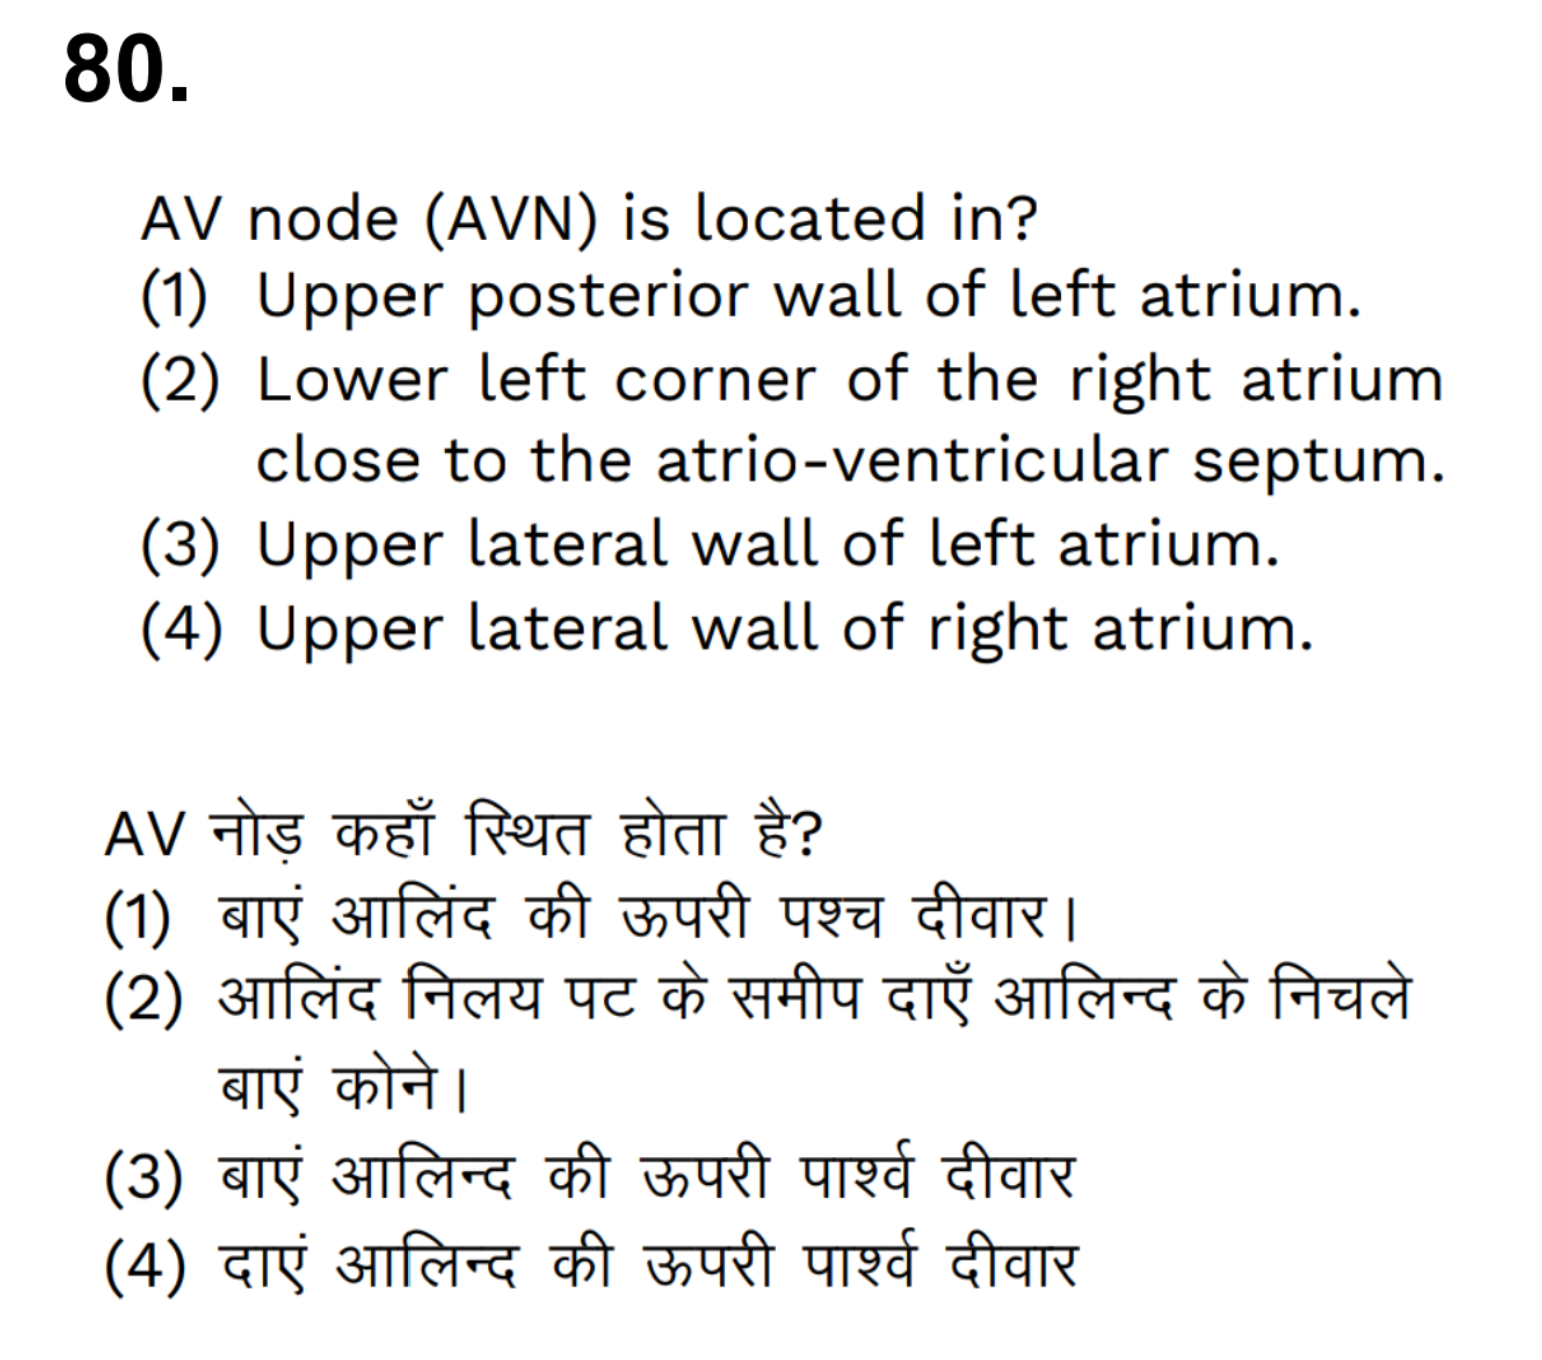 80.
AV node (AVN) is located in?
(1) Upper posterior wall of left atrium.
(2) Lower left corner of the right atrium
close to the atrio-ventricular septum.
(3) Upper lateral wall of left atrium.
(4) Upper lateral wall of right atrium.
AV नोड़ कहाँ स्थित होता है?
(1) बाएं आलिंद की ऊपरी पश्च दीवार।
(2) आलिंद निलय पट के समीप दाएँ आलिन्द के निचले
बाएं कोने।
(3) बाएं आलिन्द की ऊपरी पार्श्व दीवार
(4) दाएं आलिन्द की ऊपरी पार्श्व दीवार